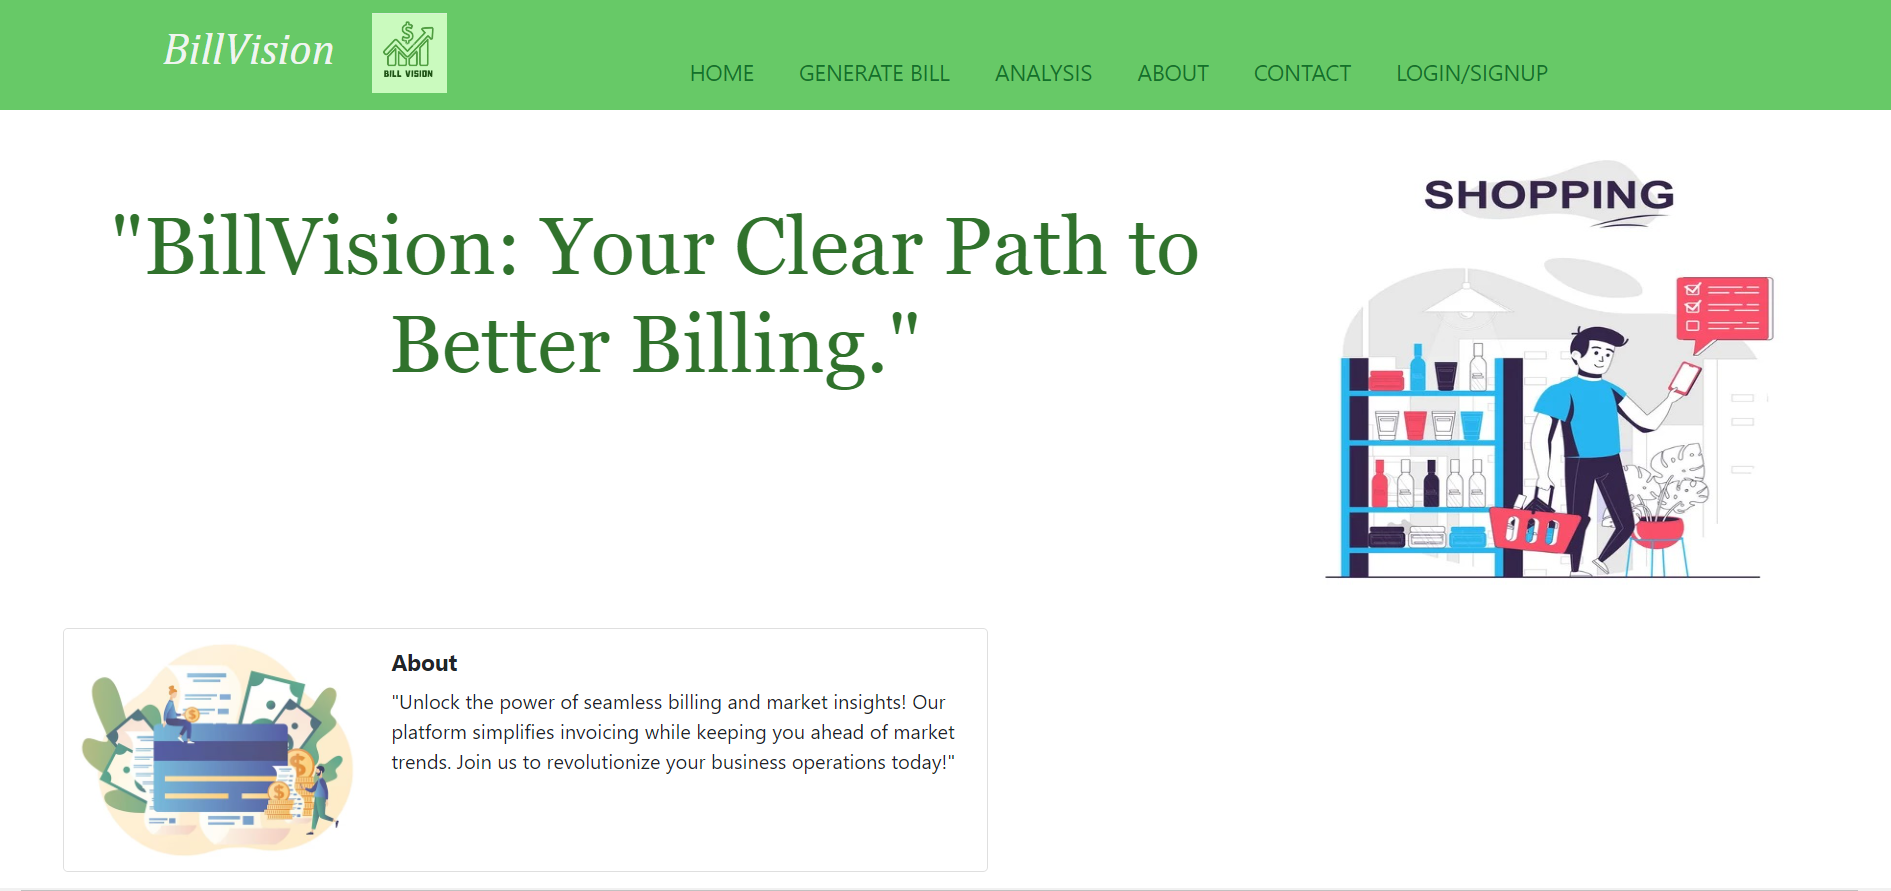 BillVision
BILL VISION
HOME GENERATE BILL ANALYSIS ABOUT CONTACT LOGIN/SIGNUP
"BillVision: Your Clear Path to
Better Billing."
SHOPPING
About
"Unlock the power of seamless billing and market insights! Our
platform simplifies invoicing while keeping you ahead of market
trends. Join us to revolutionize your business operations today!"